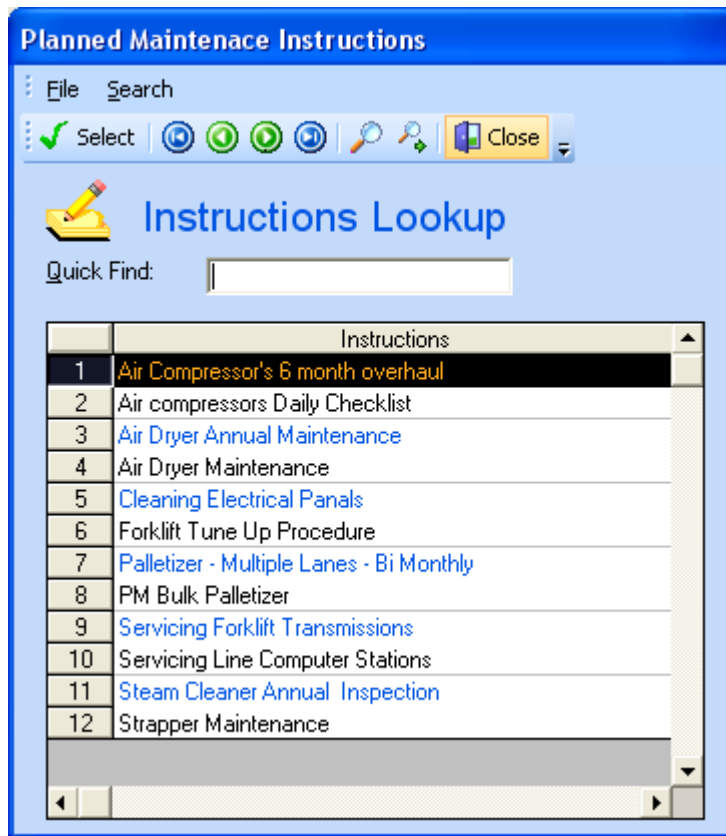 Planned Maintenace Instructions
File Search
Select Close
Instructions Lookup
Quick Find:
Instructions
1 Air Compressor's 6 month overhaul
2 Air compressors Daily Checklist
3 Air Dryer Annual Maintenance
4 Air Dryer Maintenance
5 Cleaning Electrical Panals
6 Forklift Tune Up Procedure
7 Palletizer - Multiple Lanes - Bi Monthly
8 PM Bulk Palletizer
9 Servicing Forklift Transmissions
10 Servicing Line Computer Stations
11 Steam Cleaner Annual  Inspection
12 Strapper Maintenance